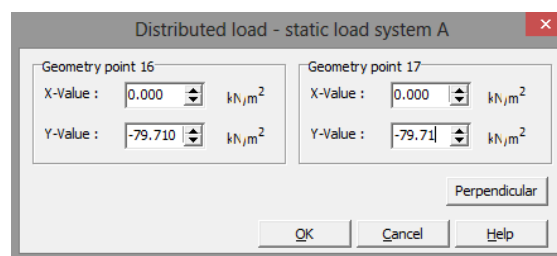 Distributed load - static load system A
Geometry point 16
X-Value : 0.000 kN/m²
Y-Value : -79.710 kN/m²
Geometry point 17
X-Value : 0.000 kN/m²
Y-Value : -79.71 kN/m²
Perpendicular
OK Cancel Help